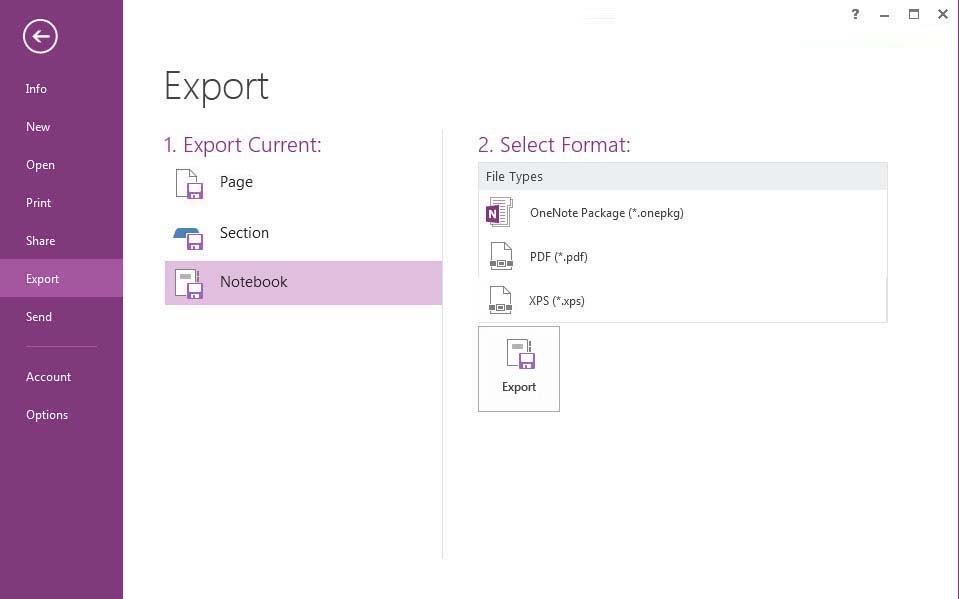 ?
Info
New
Open
Print
Share
Export
Send
Account
Options
Export
1. Export Current:
Page
Section
Notebook
2. Select Format:
File Types
N
OneNote Package (*.onepkg)
PDF (*.pdf)
XPS (*.xps)
Export